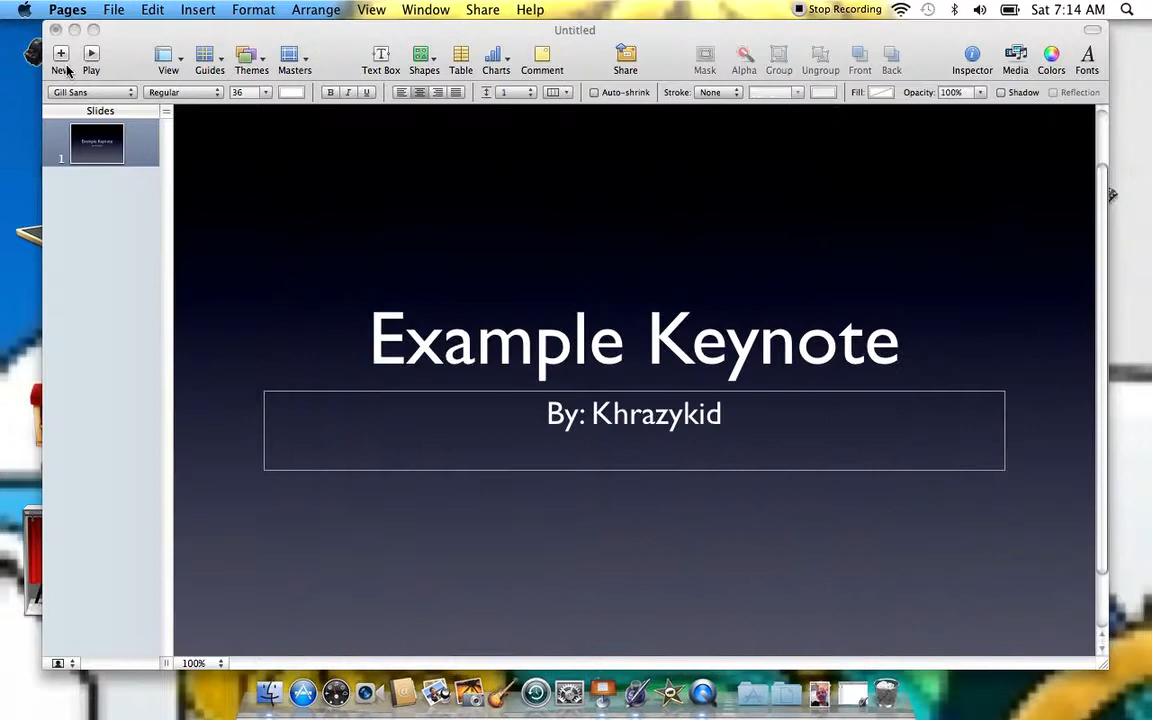 Pages File Edit Insert Format Arrange View Window Share Help Stop Recording Sat 7:14 AM
Untitled
New Play View Guides Themes Masters Text Box Shapes Table Charts Comment Share Mask Alpha Group Ungroup Front Back Inspector Media Colors Fonts
Gill Sans Regular 36 B I U 1 Auto-shrink Stroke: None Fill: Opacity: 100% Shadow Reflection
Slides
Example Keynote
1
Example Keynote
By: Khrazykid
100%